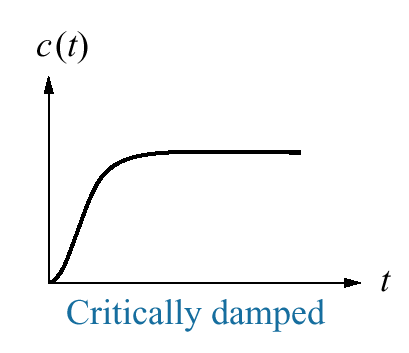 c(t)
t
Critically damped